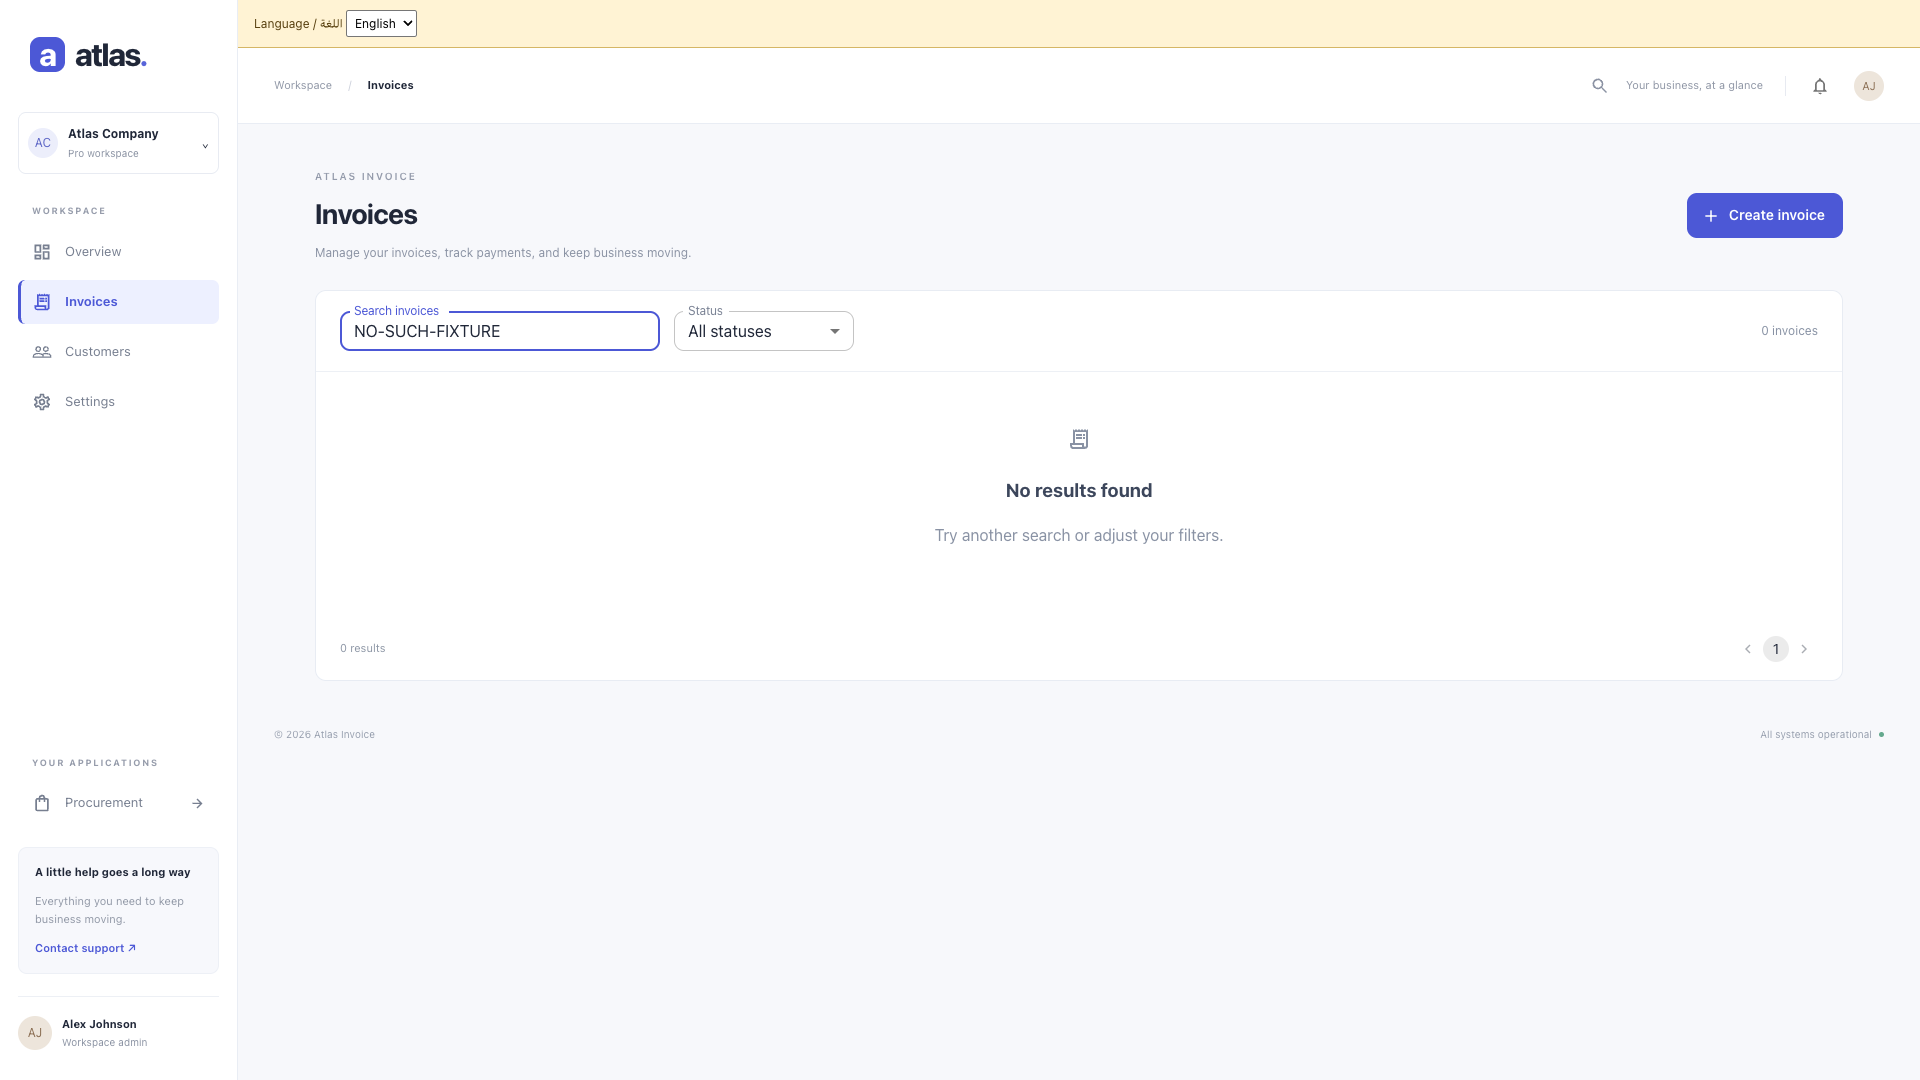 Language / اللغة English
a atlas.
Workspace / Invoices
Your business, at a glance
AJ
AC
Atlas Company
Pro workspace
WORKSPACE
Overview
Invoices
Customers
Settings
ATLAS INVOICE
Invoices
Manage your invoices, track payments, and keep business moving.
Create invoice
Search invoices
NO-SUCH-FIXTURE
Status
All statuses
0 invoices
No results found
Try another search or adjust your filters.
0 results
1
© 2026 Atlas Invoice
All systems operational
YOUR APPLICATIONS
Procurement
A little help goes a long way
Everything you need to keep
business moving.
Contact support ↗
AJ
Alex Johnson
Workspace admin